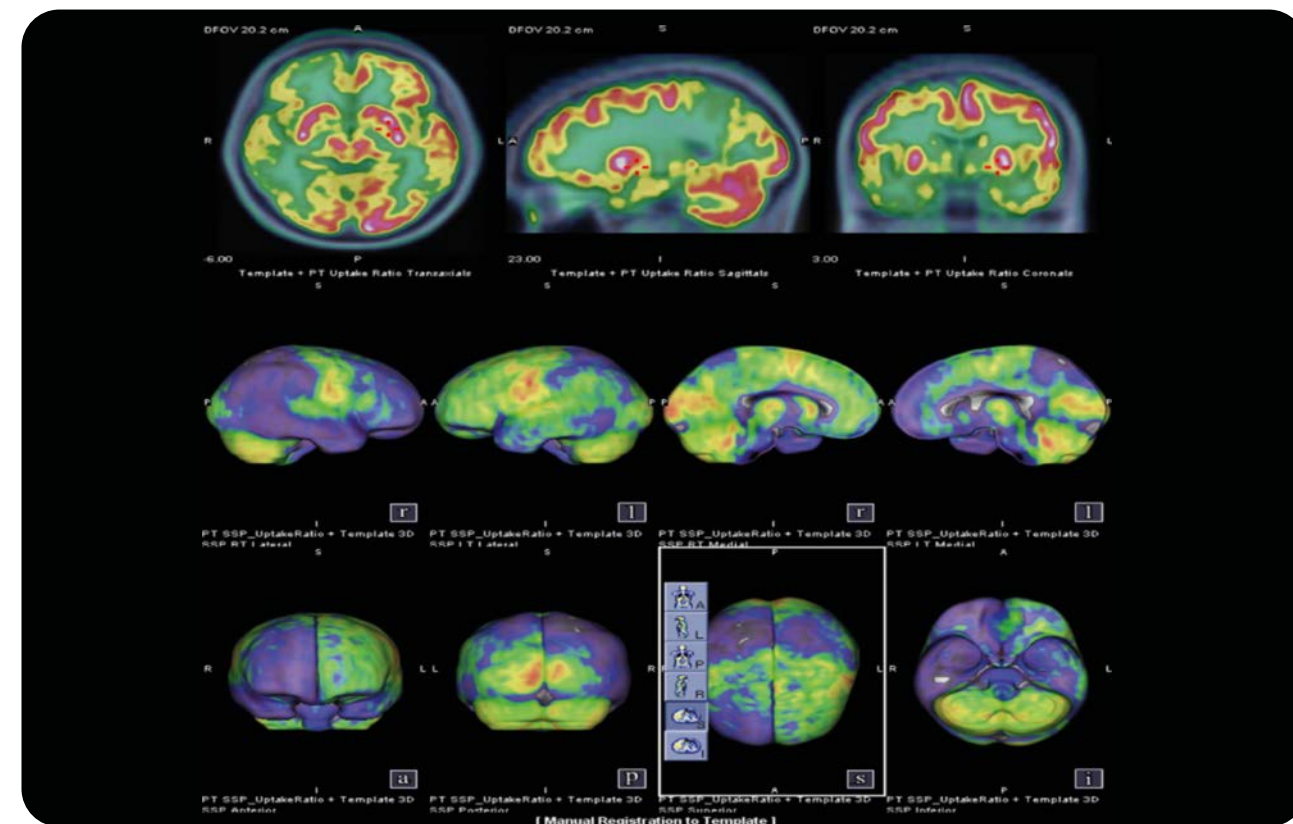 DFOV 20.2 cm A
DFOV 20.2 cm S
DFOV 20.2 cm S
R L
A P
R L
-6.00 P
23.00 I
3.00 I
Template + PT Uptake Ratio Transaxials
Template + PT Uptake Ratio Sagittals
Template + PT Uptake Ratio Coronals
S S S S
P A A P P A A P
I r I l I r I l
PT SSP_UptakeRatio + Template 3D
SSP RT Lateral
PT SSP_UptakeRatio + Template 3D
SSP LT Lateral
PT SSP_UptakeRatio + Template 3D
SSP RT Medial
PT SSP_UptakeRatio + Template 3D
SSP LT Medial
S S P A
A
L
P
R
S
I
R L L R R L R L
I a I p A s P i
PT SSP_UptakeRatio + Template 3D
SSP Anterior
PT SSP_UptakeRatio + Template 3D
SSP Posterior
PT SSP_UptakeRatio + Template 3D
SSP Superior
PT SSP_UptakeRatio + Template 3D
SSP Inferior
[ Manual Registration to Template ]